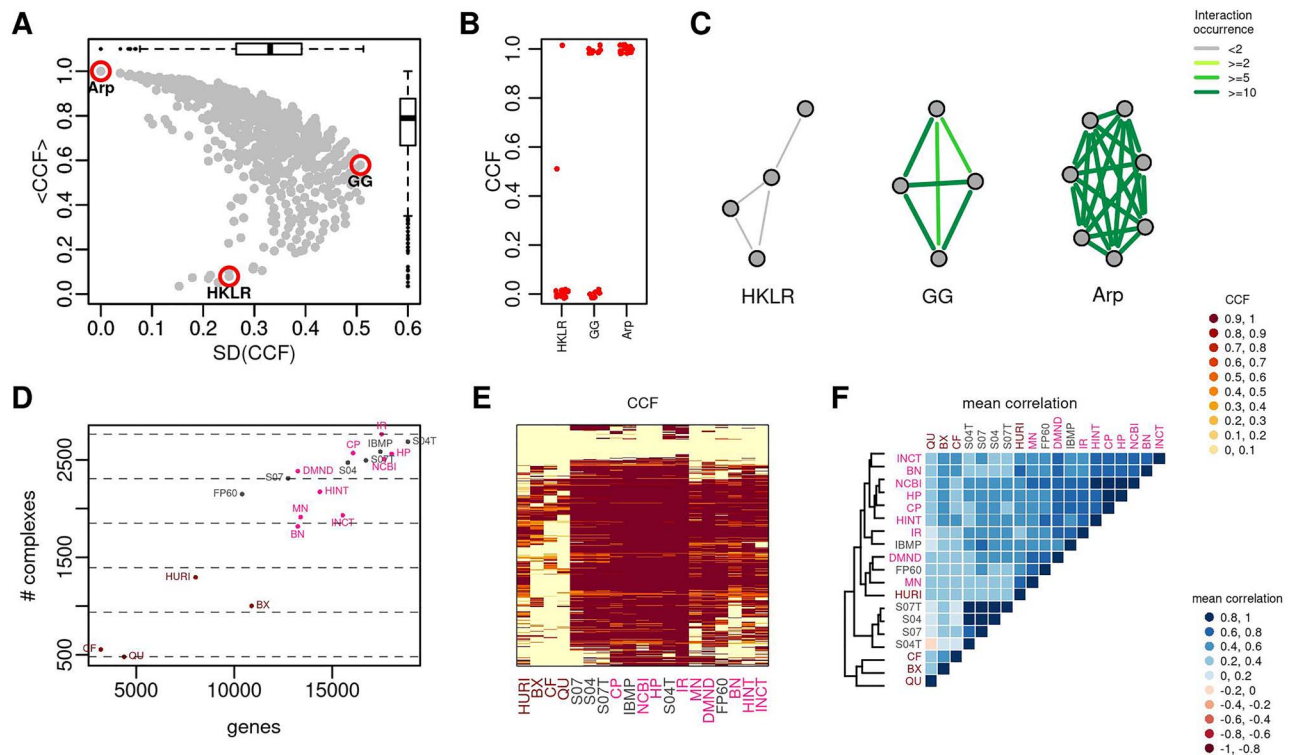 A
<CCF>
0.0 0.2 0.4 0.6 0.8 1.0
Arp
GG
HKLR
0.0 0.1 0.2 0.3 0.4 0.5 0.6
SD(CCF)
B
CCF
0.0 0.2 0.4 0.6 0.8 1.0
HKLR
GG
Arp
C
Interaction
occurrence
<2
>=2
>=5
>=10
HKLR
GG
Arp
CCF
0.9, 1
0.8, 0.9
0.7, 0.8
0.6, 0.7
0.5, 0.6
0.4, 0.5
0.3, 0.4
0.2, 0.3
0.1, 0.2
0, 0.1
D
# complexes
500 1500 2500
IR
S04T
IBMP
CP
HP
S04
NCBI
DMND
S07
HINT
FP60
MN
INCT
BN
HURI
BX
CF
QU
5000 10000 15000
genes
E
CCF
HURI
BX
CF
QU
S07
S04
S07T
CP
IBMP
NCBI
HP
S04T
IR
MN
DMND
FP60
BN
HINT
INCT
F
mean correlation
QU
BX
CF
S04T
S07
S04
S07T
HURI
MN
FP60
DMND
IBMP
IR
HINT
CP
HP
NCBI
BN
INCT
INCT
BN
NCBI
HP
CP
HINT
IR
IBMP
DMND
FP60
MN
HURI
S07T
S04
S07
S04T
CF
BX
QU
mean correlation
0.8, 1
0.6, 0.8
0.4, 0.6
0.2, 0.4
0, 0.2
-0.2, 0
-0.4, -0.2
-0.6, -0.4
-0.8, -0.6
-1, -0.8